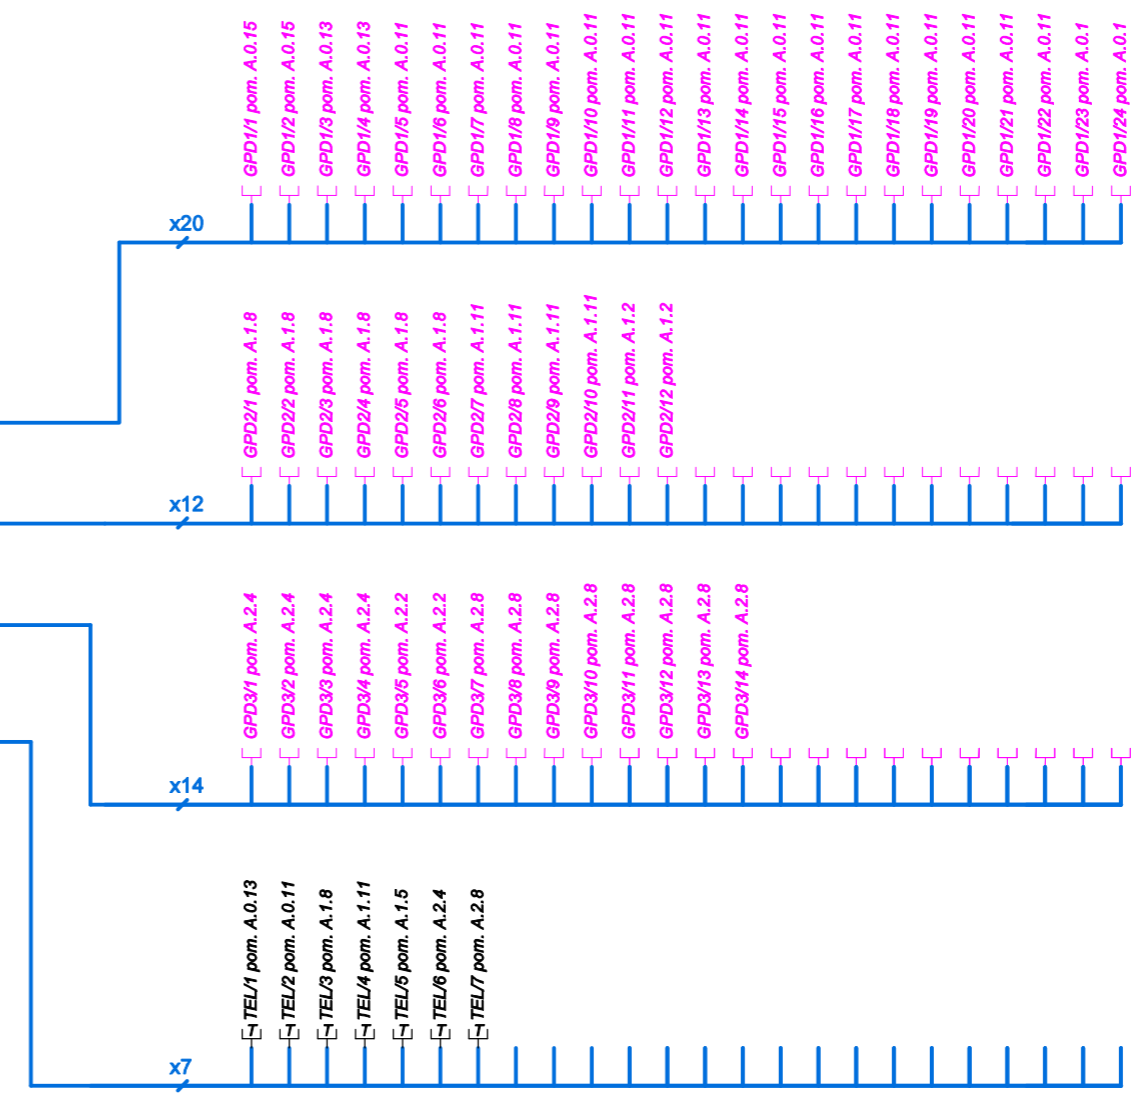 GPD1/1 pom. A.0.15
GPD1/2 pom. A.0.15
GPD1/3 pom. A.0.13
GPD1/4 pom. A.0.13
GPD1/5 pom. A.0.11
GPD1/6 pom. A.0.11
GPD1/7 pom. A.0.11
GPD1/8 pom. A.0.11
GPD1/9 pom. A.0.11
GPD1/10 pom. A.0.11
GPD1/11 pom. A.0.11
GPD1/12 pom. A.0.11
GPD1/13 pom. A.0.11
GPD1/14 pom. A.0.11
GPD1/15 pom. A.0.11
GPD1/16 pom. A.0.11
GPD1/17 pom. A.0.11
GPD1/18 pom. A.0.11
GPD1/19 pom. A.0.11
GPD1/20 pom. A.0.11
GPD1/21 pom. A.0.11
GPD1/22 pom. A.0.11
GPD1/23 pom. A.0.1
GPD1/24 pom. A.0.1
x20
GPD2/1 pom. A.1.8
GPD2/2 pom. A.1.8
GPD2/3 pom. A.1.8
GPD2/4 pom. A.1.8
GPD2/5 pom. A.1.8
GPD2/6 pom. A.1.8
GPD2/7 pom. A.1.11
GPD2/8 pom. A.1.11
GPD2/9 pom. A.1.11
GPD2/10 pom. A.1.11
GPD2/11 pom. A.1.2
GPD2/12 pom. A.1.2
x12
GPD3/1 pom. A.2.4
GPD3/2 pom. A.2.4
GPD3/3 pom. A.2.4
GPD3/4 pom. A.2.4
GPD3/5 pom. A.2.2
GPD3/6 pom. A.2.2
GPD3/7 pom. A.2.8
GPD3/8 pom. A.2.8
GPD3/9 pom. A.2.8
GPD3/10 pom. A.2.8
GPD3/11 pom. A.2.8
GPD3/12 pom. A.2.8
GPD3/13 pom. A.2.8
GPD3/14 pom. A.2.8
x14
T TEL/1 pom. A.0.13
T TEL/2 pom. A.0.11
T TEL/3 pom. A.1.8
T TEL/4 pom. A.1.11
T TEL/5 pom. A.1.5
T TEL/6 pom. A.2.4
T TEL/7 pom. A.2.8
x7